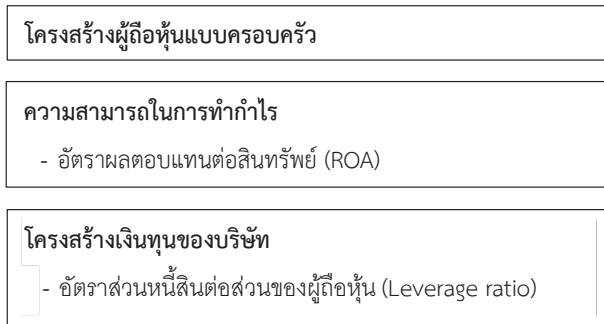 โครงสร้างผู้ถือหุ้นแบบครอบครัว
ความสามารถในการทำกำไร
- อัตราผลตอบแทนต่อสินทรัพย์ (ROA)
โครงสร้างเงินทุนของบริษัท
- อัตราส่วนหนี้สินต่อส่วนของผู้ถือหุ้น (Leverage ratio)